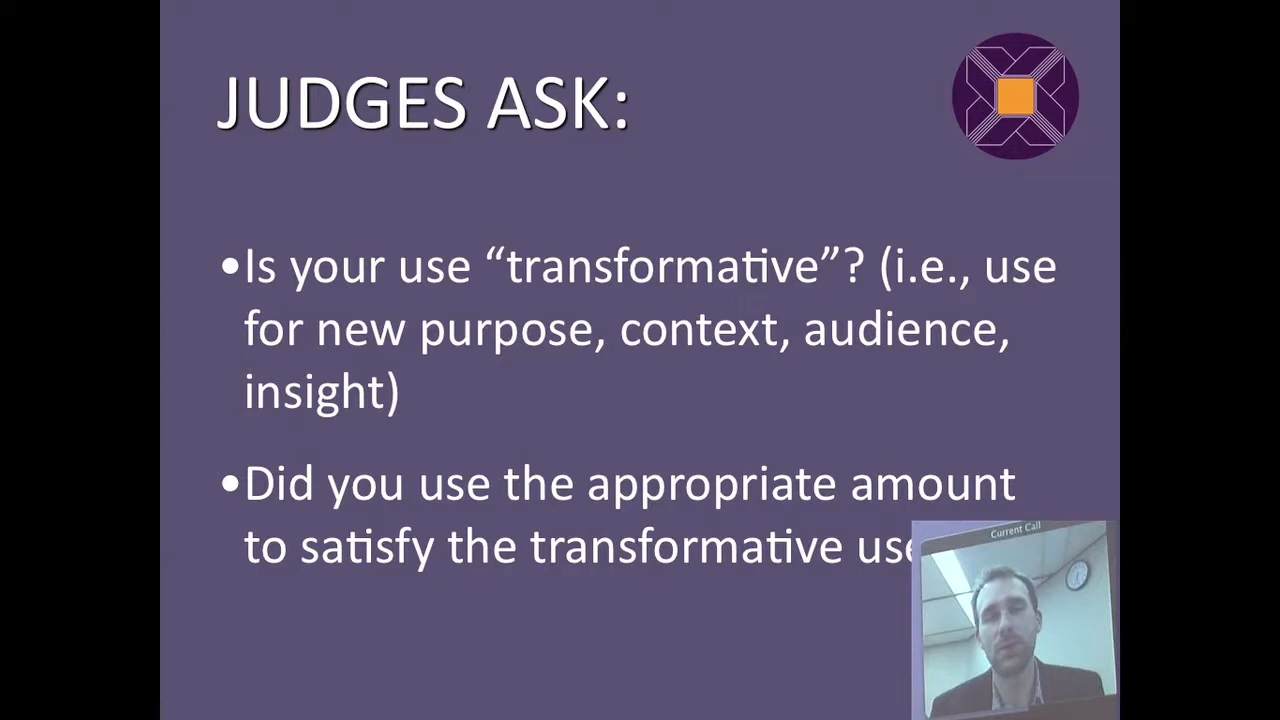 JUDGES ASK:
•Is your use “transformative”? (i.e., use
for new purpose, context, audience,
insight)
•Did you use the appropriate amount
to satisfy the transformative use
Current Call